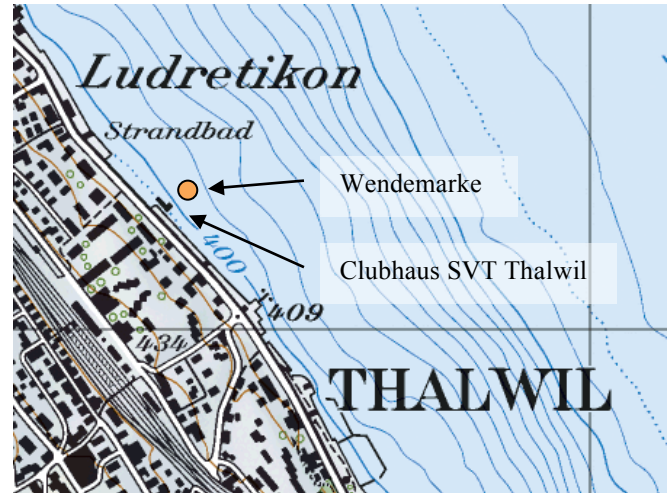 Ludretikon
Strandbad
Wendemarke
400
Clubhaus SVT Thalwil
409
434
THALWIL